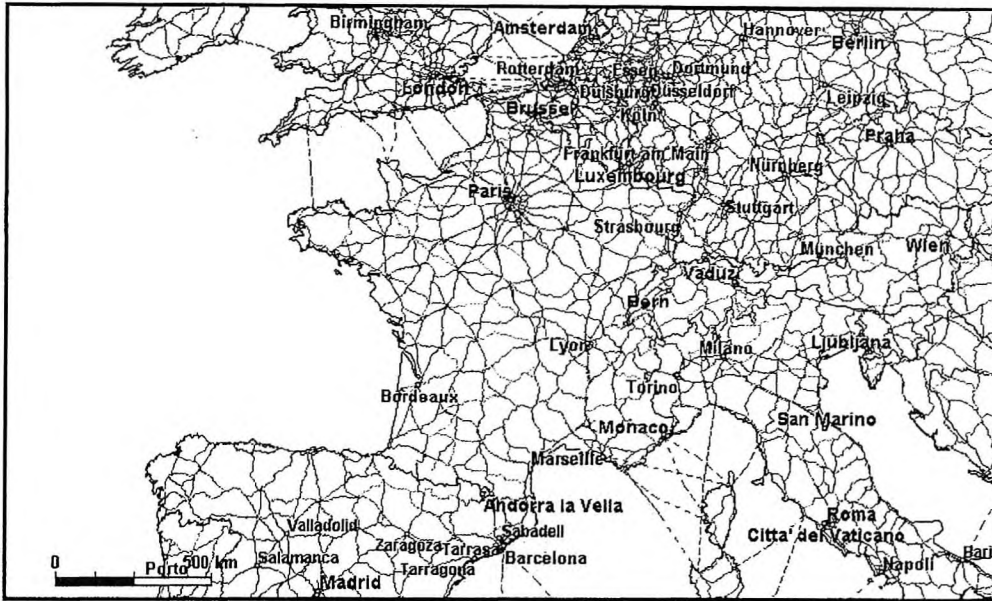 Birmingham
Amsterdam
Hannover
Berlin
Rotterdam
Essen
Dortmund
London
Duisburg
Düsseldorf
Leipzig
Brussel
Köln
Praha
Frankfurt am Main
Nürnberg
Luxembourg
Paris
Stuttgart
Strasbourg
München
Wien
Vaduz
Bern
Lyon
Milano
Ljubljana
Torino
Bordeaux
San Marino
Monaco
Marseille
Andorra la Vella
Roma
Valladolid
Sabadell
Citta' del Vaticano
Zaragoza
Tarrasa
Salamanca
Barcelona
Bari
0
500 km
Porto
Tarragona
Napoli
Madrid